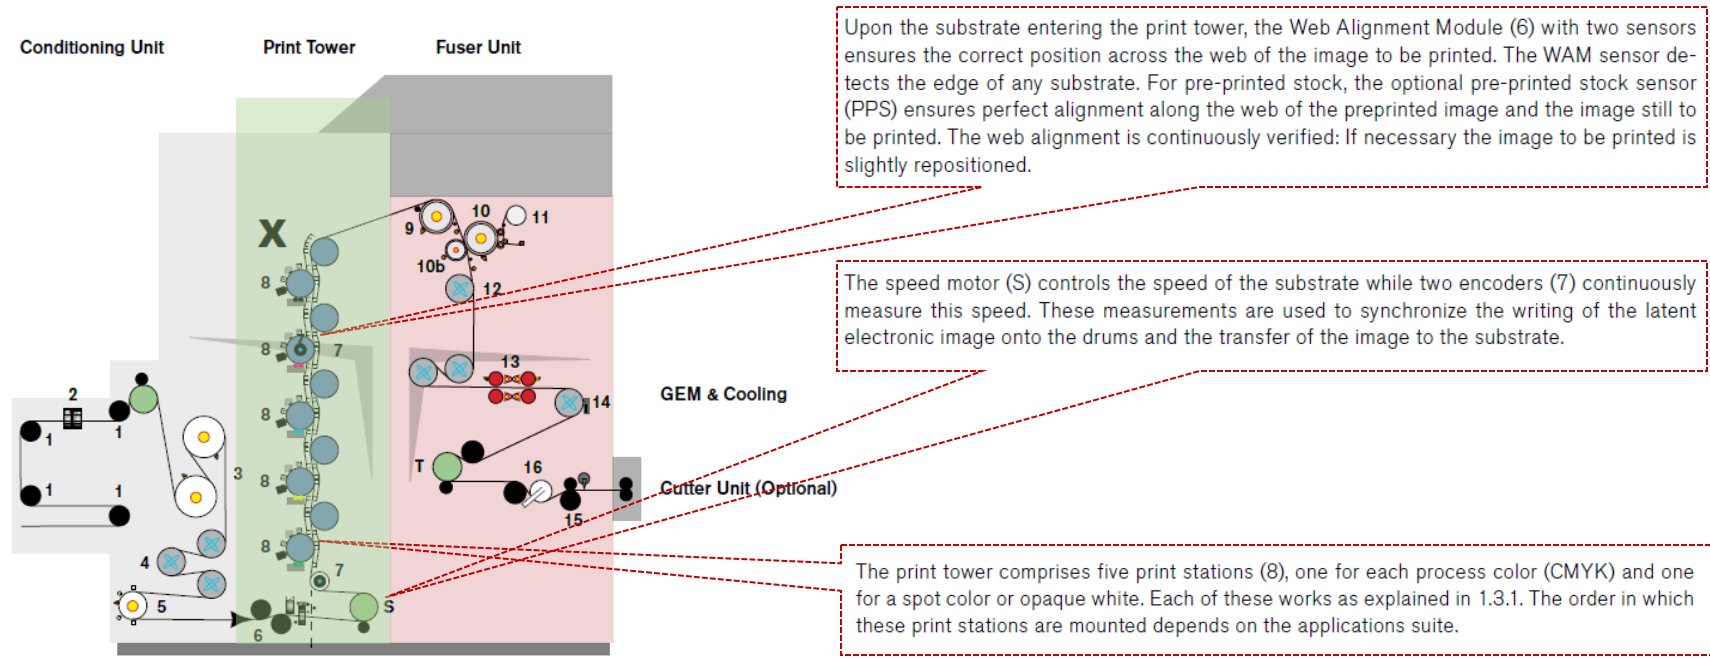 Conditioning Unit
Print Tower
Fuser Unit
Upon the substrate entering the print tower, the Web Alignment Module (6) with two sensors
ensures the correct position across the web of the image to be printed. The WAM sensor de-
tects the edge of any substrate. For pre-printed stock, the optional pre-printed stock sensor
(PPS) ensures perfect alignment along the web of the preprinted image and the image still to
be printed. The web alignment is continuously verified: If necessary the image to be printed is
slightly repositioned.
X
9
10
11
10b
8
12
The speed motor (S) controls the speed of the substrate while two encoders (7) continuously
measure this speed. These measurements are used to synchronize the writing of the latent
electronic image onto the drums and the transfer of the image to the substrate.
8
7
13
2
1
1
8
14
GEM & Cooling
3
8
T
16
1
1
15
Cutter Unit (Optional)
8
4
7
5
6
S
The print tower comprises five print stations (8), one for each process color (CMYK) and one
for a spot color or opaque white. Each of these works as explained in 1.3.1. The order in which
these print stations are mounted depends on the applications suite.